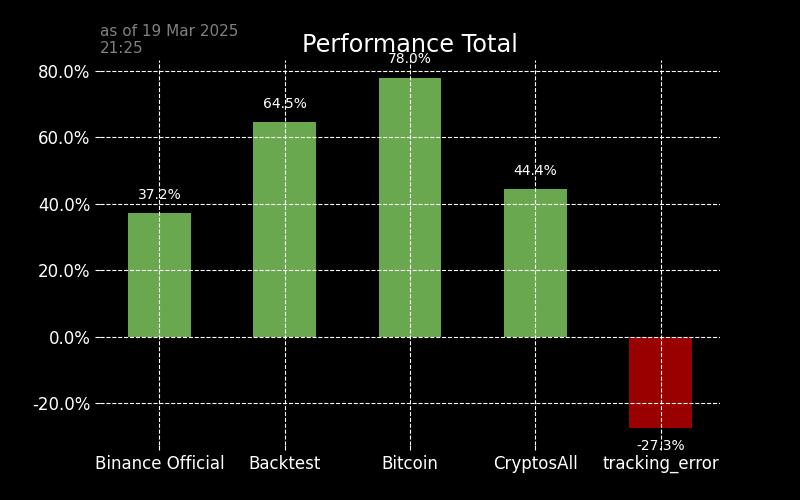 as of 19 Mar 2025
21:25
Performance Total
80.0%
60.0%
40.0%
20.0%
0.0%
-20.0%
37.2%
64.5%
78.0%
44.4%
-27.3%
Binance Official
Backtest
Bitcoin
CryptosAll
tracking_error